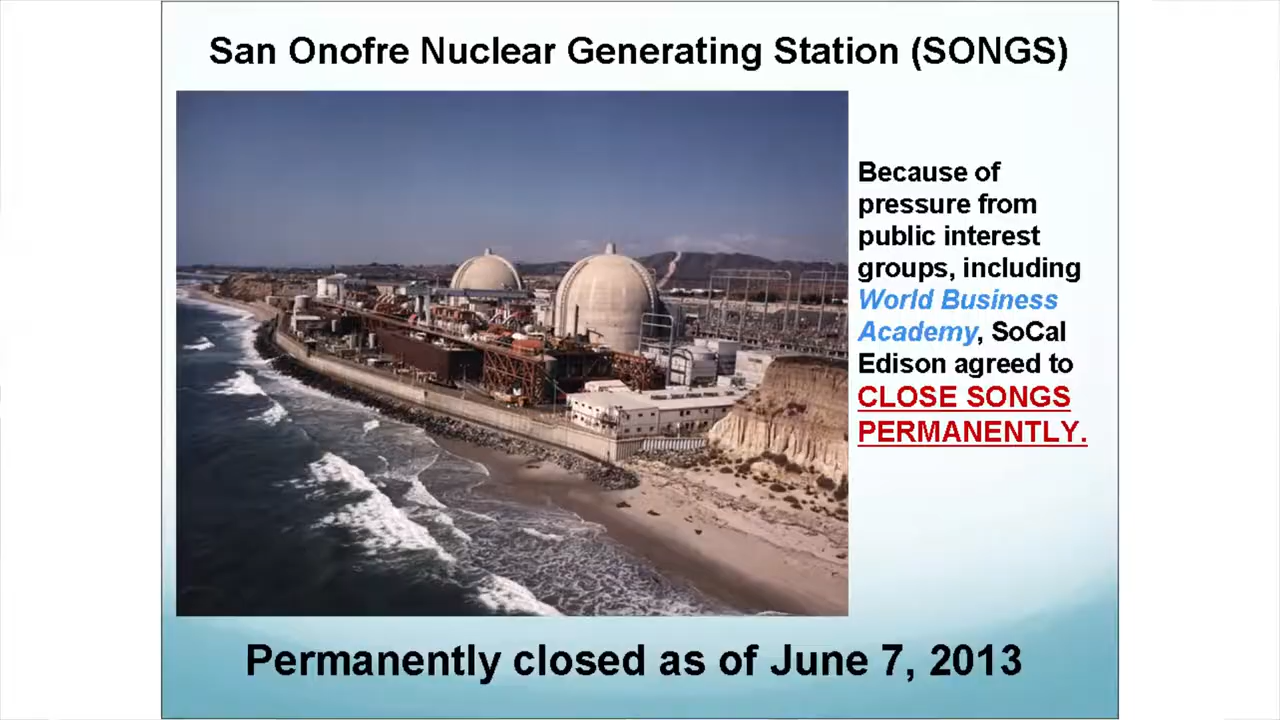 San Onofre Nuclear Generating Station (SONGS)
Because of
pressure from
public interest
groups, including
World Business
Academy, SoCal
Edison agreed to
CLOSE SONGS
PERMANENTLY.
Permanently closed as of June 7, 2013